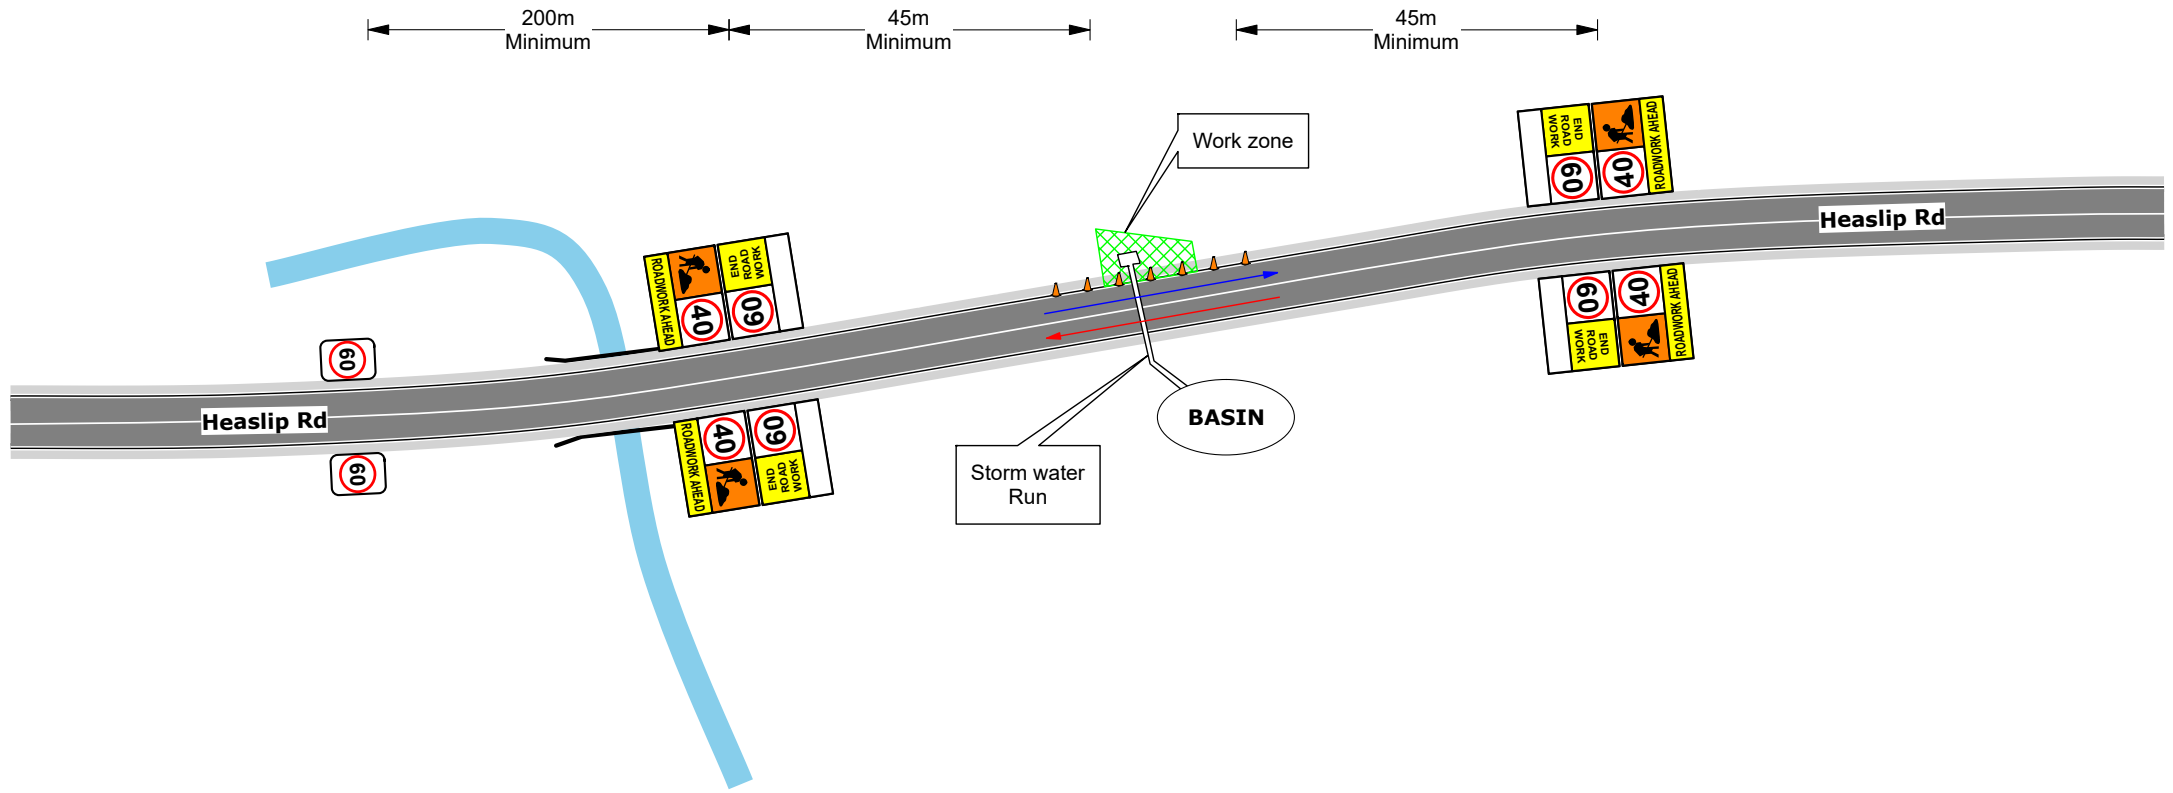 200m
Minimum
45m
Minimum
45m
Minimum
Work zone
END
ROAD
WORK
60
40
ROADWORK AHEAD
Heaslip Rd
ROADWORK AHEAD
40
END
ROAD
WORK
60
60
40
ROADWORK AHEAD
END
ROAD
WORK
60
Heaslip Rd
60
ROADWORK AHEAD
40
60
END
ROAD
WORK
BASIN
Storm water
Run